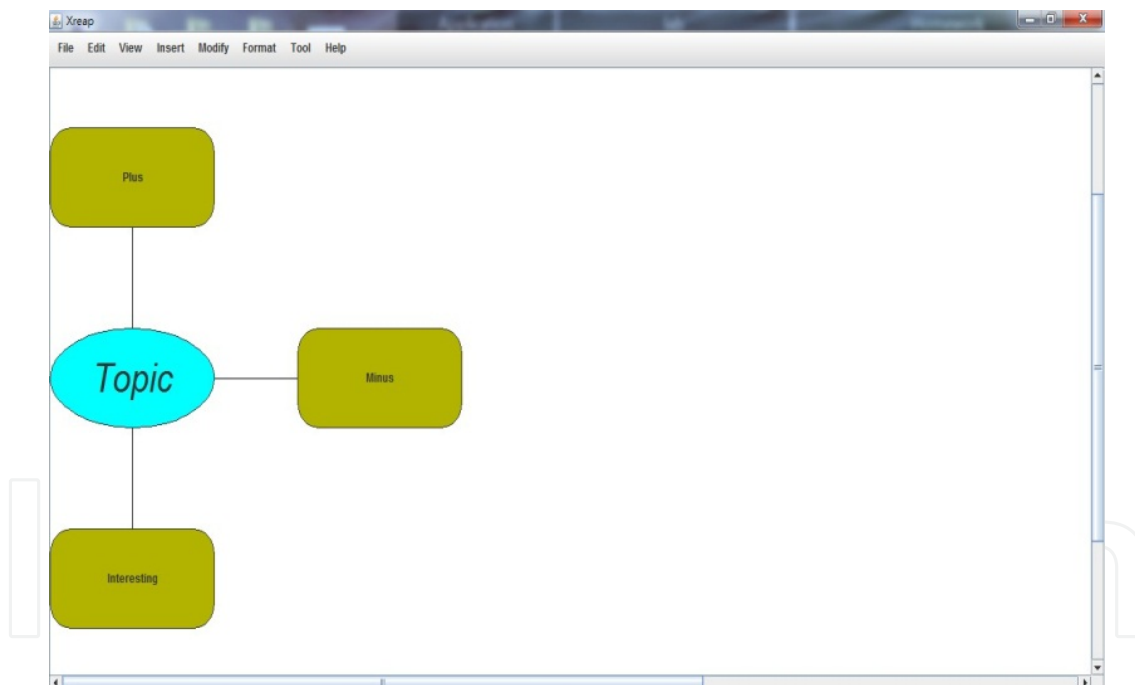 Xreap
File Edit View Insert Modify Format Tool Help
Plus
Topic
Minus
Interesting